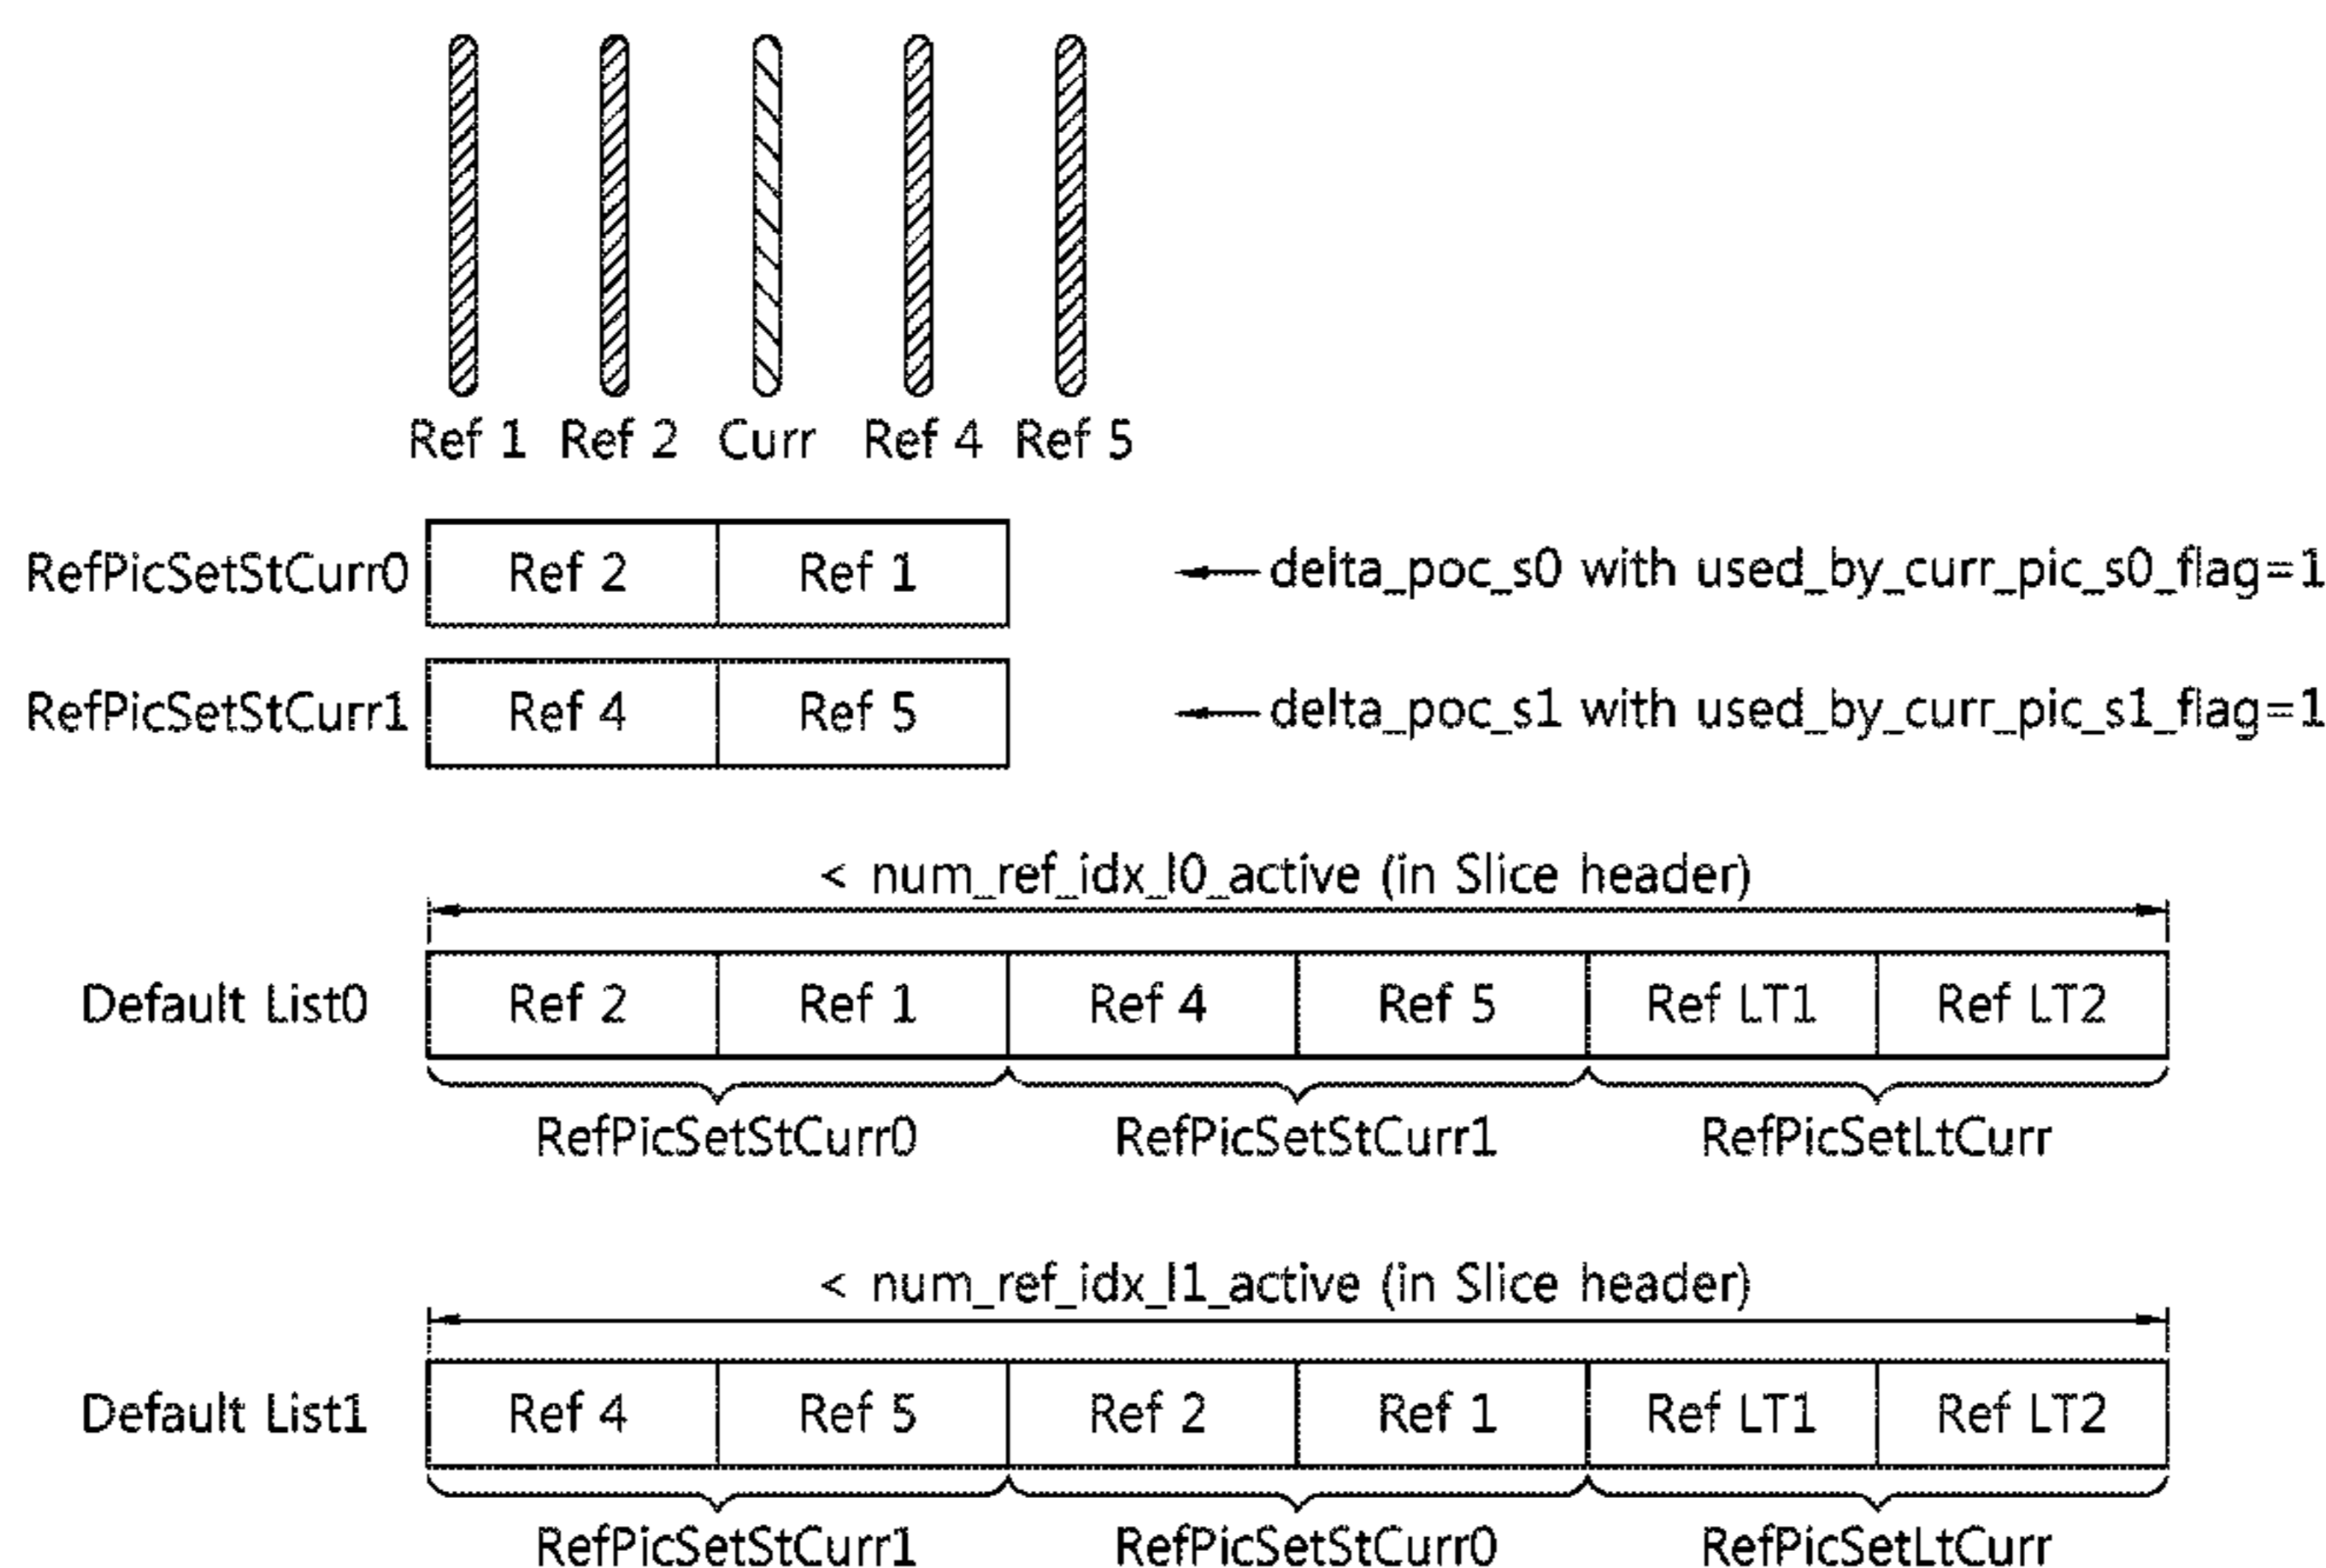 Ref 1 Ref 2 Curr Ref 4 Ref 5
RefPicSetStCurr0 Ref 2 Ref 1 delta_poc_s0 with used_by_curr_pic_s0_flag=1
RefPicSetStCurr1 Ref 4 Ref 5 delta_poc_s1 with used_by_curr_pic_s1_flag=1
< num_ref_idx_l0_active (in Slice header)
Default List0 Ref 2 Ref 1 Ref 4 Ref 5 Ref LT1 Ref LT2
RefPicSetStCurr0 RefPicSetStCurr1 RefPicSetLtCurr
< num_ref_idx_l1_active (in Slice header)
Default List1 Ref 4 Ref 5 Ref 2 Ref 1 Ref LT1 Ref LT2
RefPicSetStCurr1 RefPicSetStCurr0 RefPicSetLtCurr